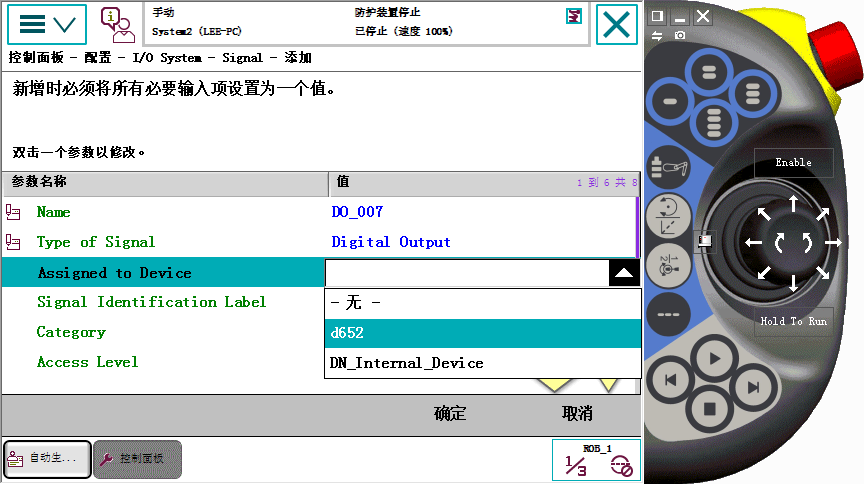 手动
防护装置停止
System2 (LEE-PC)
已停止 (速度 100%)
控制面板 - 配置 - I/O System - Signal - 添加
新增时必须将所有必要输入项设置为一个值。
双击一个参数以修改。
参数名称
值
1 到 6 共 8
Name
DO_007
Type of Signal
Digital Output
Assigned to Device
Signal Identification Label
- 无 -
Category
d652
Access Level
DN_Internal_Device
确定
取消
自动生...
控制面板
ROB_1
1/3
Enable
Hold To Run